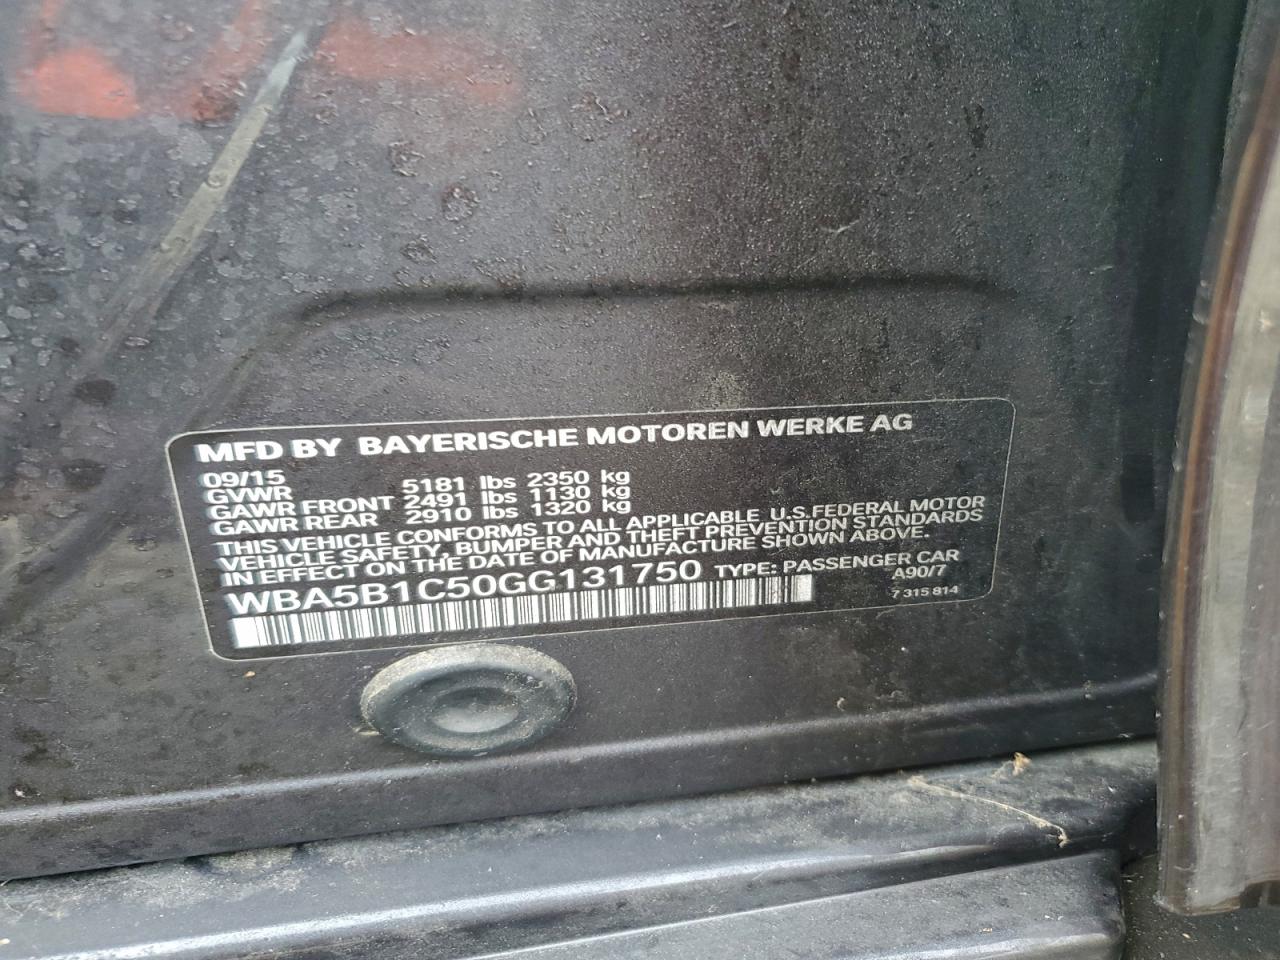 MFD BY BAYERISCHE MOTOREN WERKE AG
09/15
GVWR 5181 lbs 2350 kg
GAWR FRONT 2491 lbs 1130 kg
GAWR REAR 2910 lbs 1320 kg
THIS VEHICLE CONFORMS TO ALL APPLICABLE U.S.FEDERAL MOTOR
VEHICLE SAFETY, BUMPER AND THEFT PREVENTION STANDARDS
IN EFFECT ON THE DATE OF MANUFACTURE SHOWN ABOVE.
WBA5B1C50GG131750 TYPE: PASSENGER CAR
A90/7
7 315 814